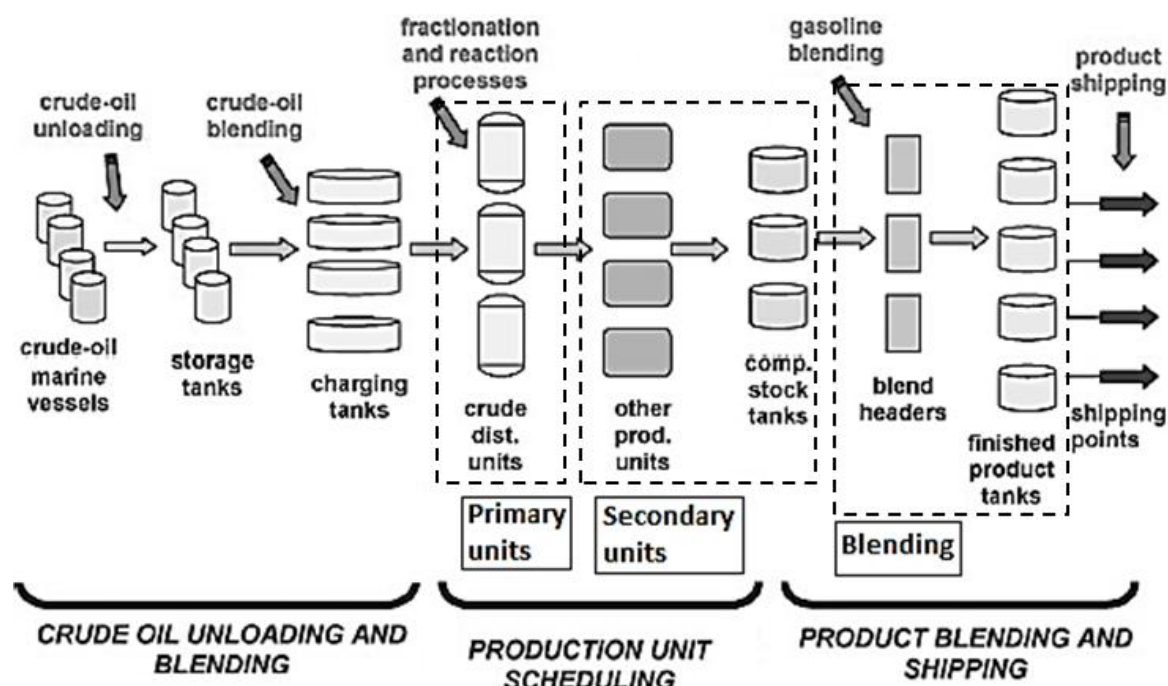 fractionation
and reaction
processes
gasoline
blending
product
shipping
crude-oil
unloading
crude-oil
blending
crude-oil
marine
vessels
storage
tanks
charging
tanks
crude
dist.
units
other
prod.
units
comp.
stock
tanks
blend
headers
finished
product
tanks
shipping
points
Primary
units
Secondary
units
Blending
CRUDE OIL UNLOADING AND
BLENDING
PRODUCTION UNIT
SCHEDULING
PRODUCT BLENDING AND
SHIPPING